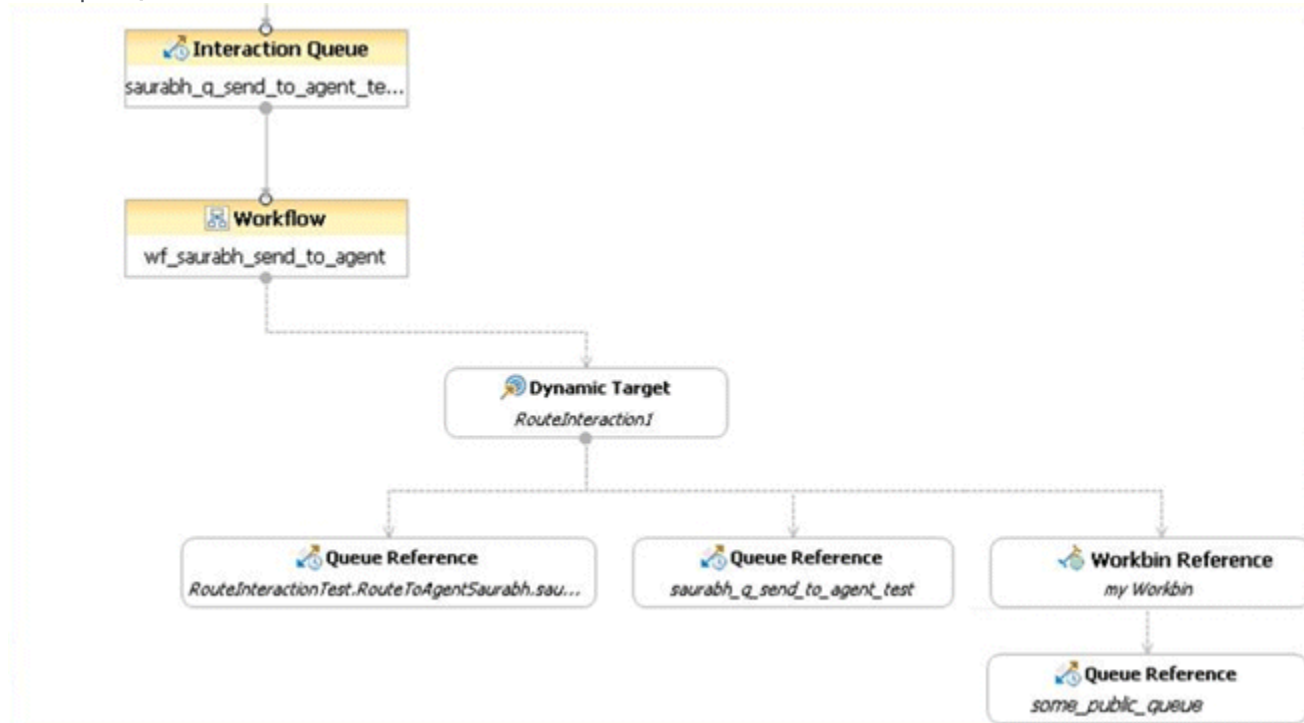 Interaction Queue
saurabh_q_send_to_agent_te...
Workflow
wf_saurabh_send_to_agent
Dynamic Target
RouteInteraction1
Queue Reference
RouteInteractionTest.RouteToAgentSaurabh.sau...
Queue Reference
saurabh_q_send_to_agent_test
Workbin Reference
my Workbin
Queue Reference
some_public_queue